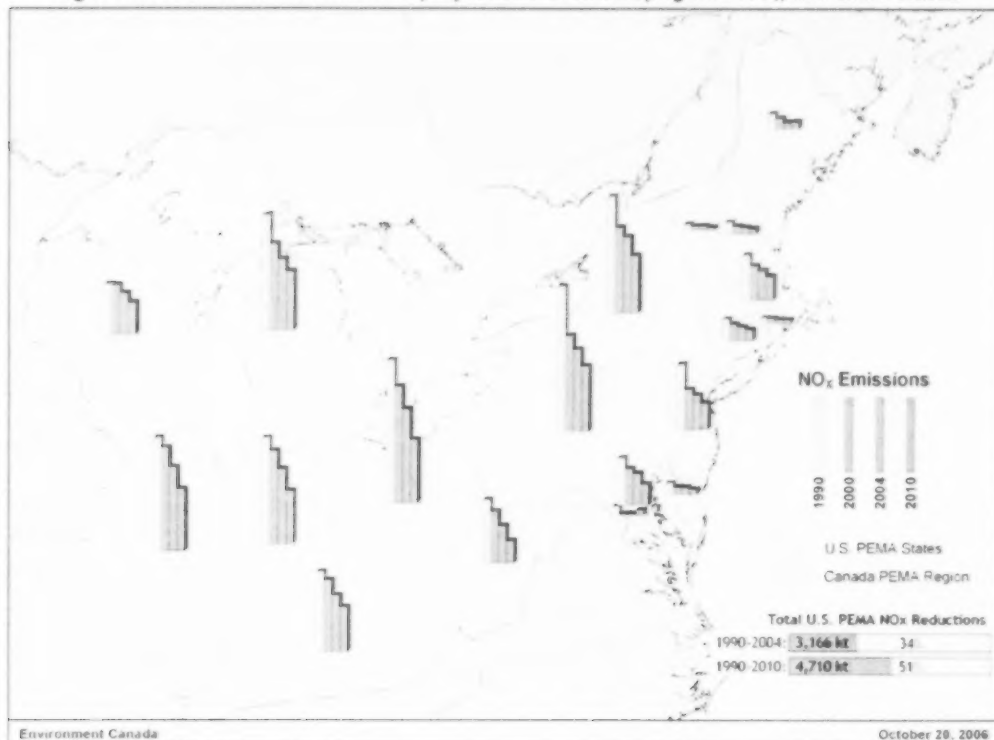 NOx Emissions
1990
2000
2004
2010
U.S. PEMA States
Canada PEMA Region
Total U.S. PEMA NOx Reductions
1990-2004: 3,166 kt 34
1990-2010: 4,710 kt 51
Environment Canada
October 20, 2006